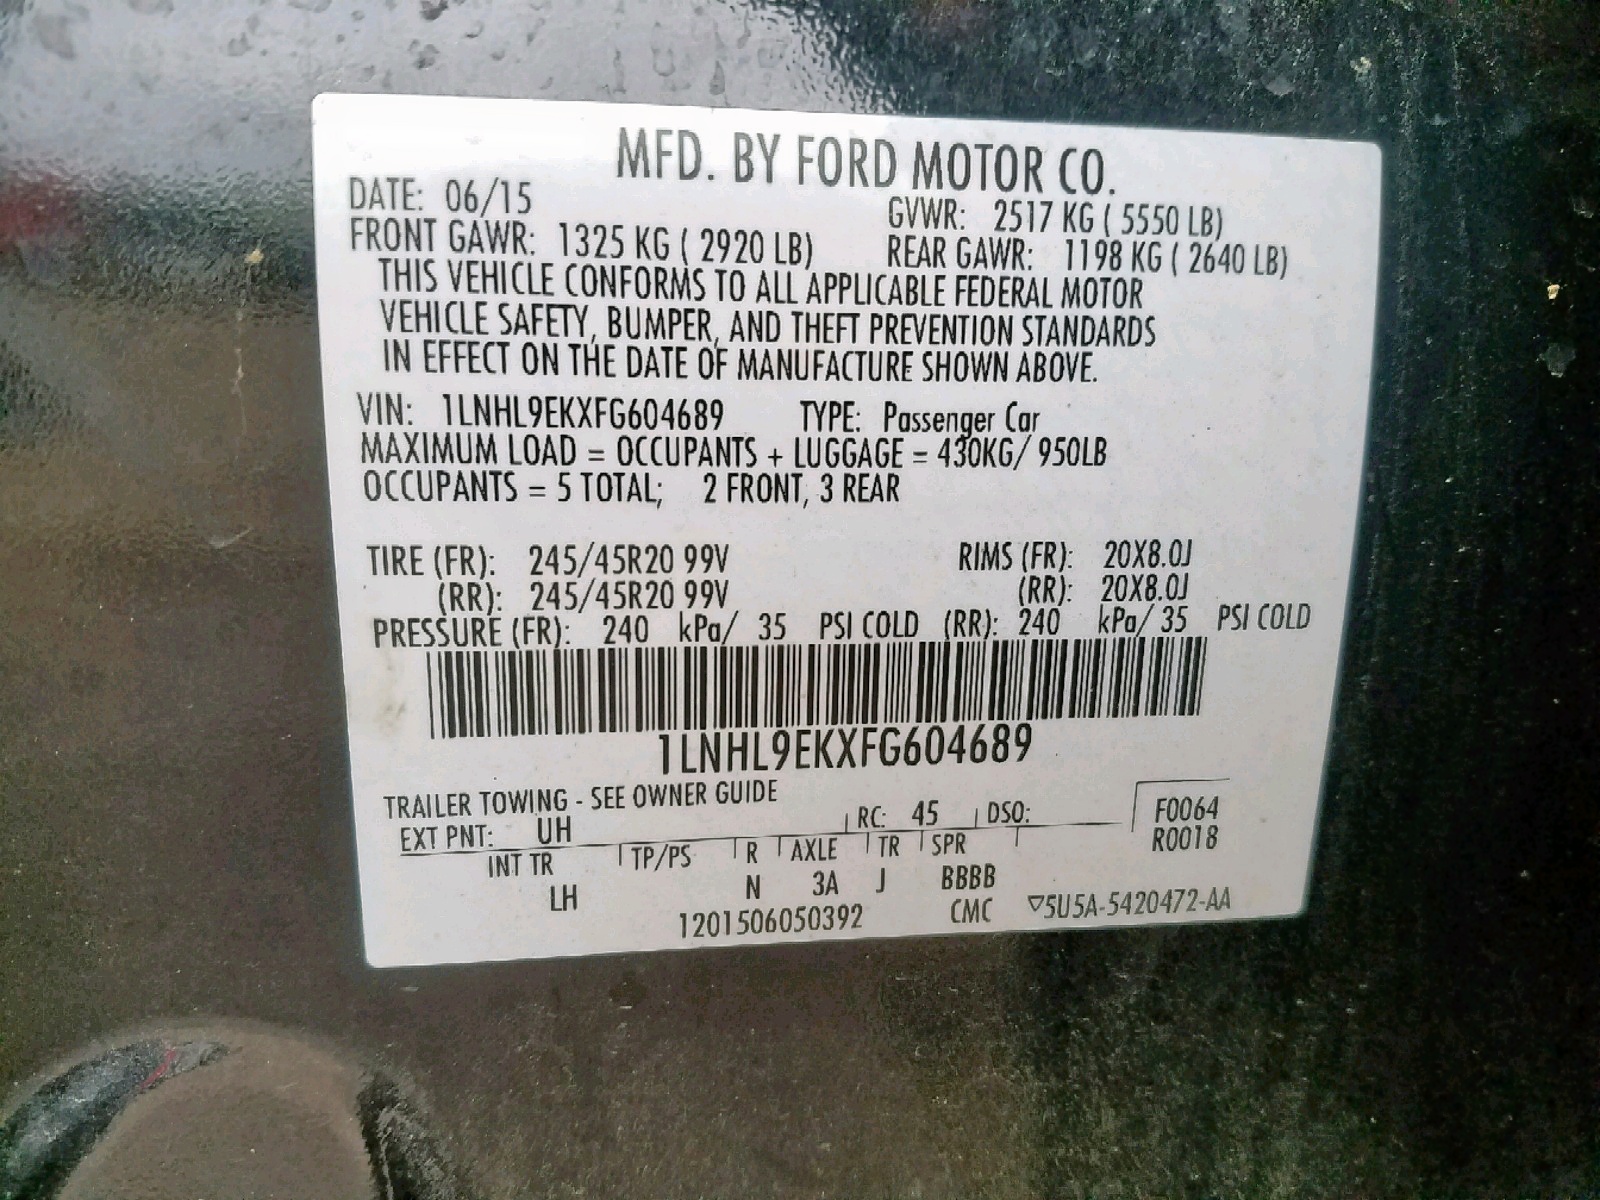 MFD. BY FORD MOTOR CO.
DATE: 06/15 GVWR: 2517 KG ( 5550 LB)
FRONT GAWR: 1325 KG ( 2920 LB) REAR GAWR: 1198 KG ( 2640 LB)
THIS VEHICLE CONFORMS TO ALL APPLICABLE FEDERAL MOTOR
VEHICLE SAFETY, BUMPER, AND THEFT PREVENTION STANDARDS
IN EFFECT ON THE DATE OF MANUFACTURE SHOWN ABOVE.
VIN: 1LNHL9EKXFG604689 TYPE: Passenger Car
MAXIMUM LOAD = OCCUPANTS + LUGGAGE = 430KG/ 950LB
OCCUPANTS = 5 TOTAL; 2 FRONT, 3 REAR
TIRE (FR): 245/45R20 99V RIMS (FR): 20X8.0J
(RR): 245/45R20 99V (RR): 20X8.0J
PRESSURE (FR): 240 kPa/ 35 PSI COLD (RR): 240 kPa/ 35 PSI COLD
1LNHL9EKXFG604689
TRAILER TOWING - SEE OWNER GUIDE
EXT PNT: UH RC: 45 DSO: F0064
INT TR TP/PS R AXLE TR SPR R0018
LH N 3A J BBBB
1201506050392 CMC ▽5U5A-5420472-AA